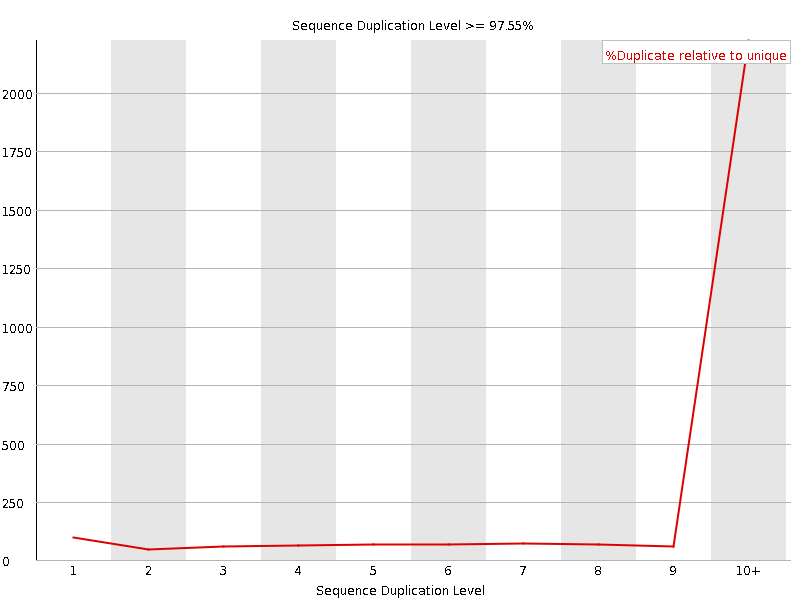 Sequence Duplication Level >= 97.55%
%Duplicate relative to unique
2000
1750
1500
1250
1000
750
500
250
0
1 2 3 4 5 6 7 8 9 10+
Sequence Duplication Level